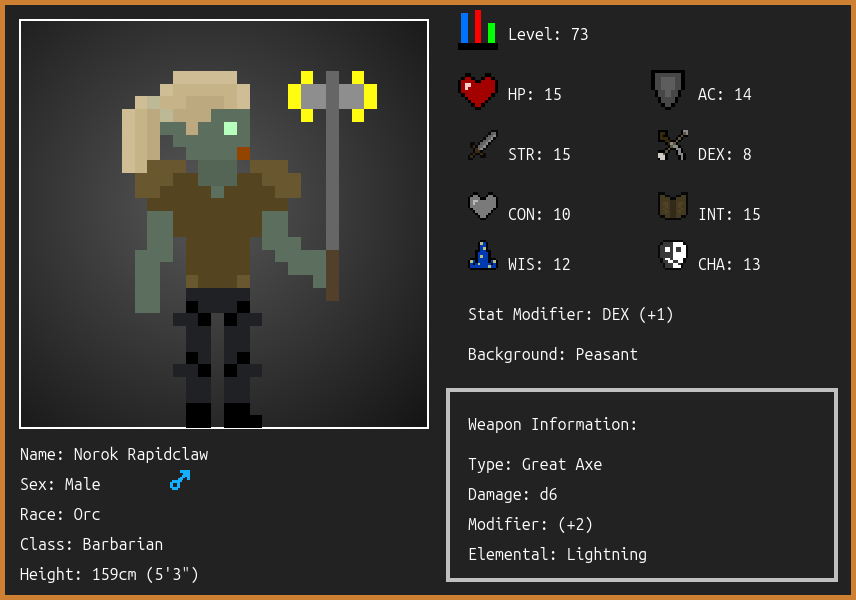 Level: 73
HP: 15
AC: 14
STR: 15
DEX: 8
CON: 10
INT: 15
WIS: 12
CHA: 13
Stat Modifier: DEX (+1)
Background: Peasant
Weapon Information:
Type: Great Axe
Damage: d6
Modifier: (+2)
Elemental: Lightning
Name: Norok Rapidclaw
Sex: Male
Race: Orc
Class: Barbarian
Height: 159cm (5'3")